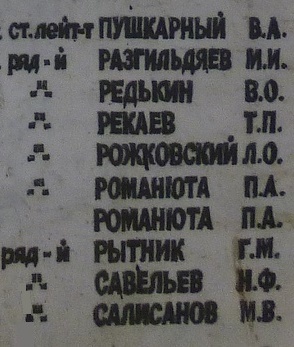 ст.лейт-т ПУШКАРНЫЙ В.А.
ряд-й РАЗГИЛЬДЯЕВ И.И.
-"- РЕДЬКИН В.О.
-"- РЕКАЕВ Т.П.
-"- РОЖКОВСКИЙ Л.О.
-"- РОМАНЮТА П.А.
РОМАНЮТА П.А.
ряд-й РЫТНИК Г.М.
-"- САВЕЛЬЕВ Н.Ф.
-"- САЛИСАНОВ М.В.